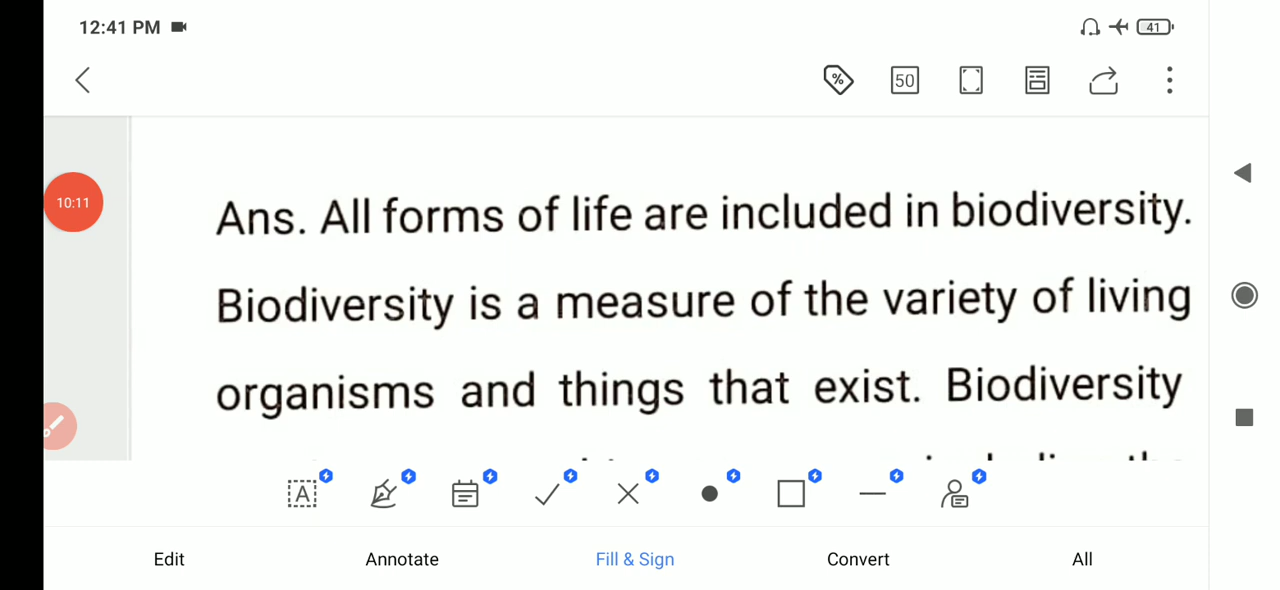 12:41 PM
41
50
10:11
Ans. All forms of life are included in biodiversity.
Biodiversity is a measure of the variety of living
organisms and things that exist. Biodiversity
Edit Annotate Fill & Sign Convert All